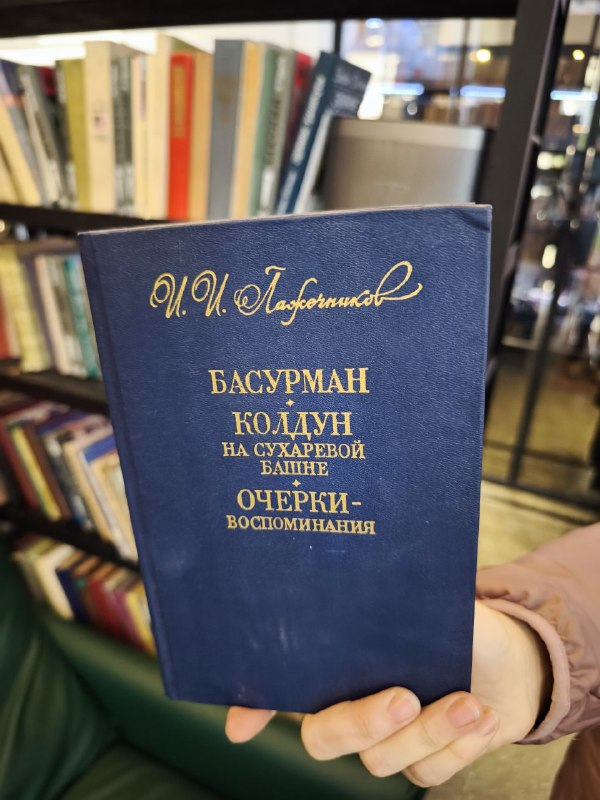 И. И. Лажечников
БАСУРМАН
КОЛДУН
НА СУХАРЕВОЙ
БАШНЕ
ОЧЕРКИ-
ВОСПОМИНАНИЯ